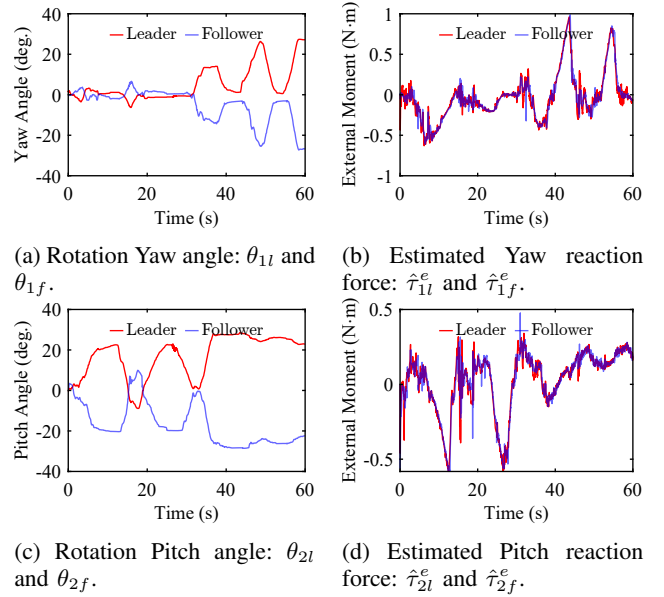 Leader Follower
Yaw Angle (deg.)
40
20
0
-20
-40
0 20 40 60
Time (s)
Leader Follower
External Moment (N·m)
1
0.5
0
-0.5
-1
0 20 40 60
Time (s)
(a) Rotation Yaw angle: θ₁ₗ and
θ₁f.
(b) Estimated Yaw reaction
force: τ̂ᵉ₁ₗ and τ̂ᵉ₁f.
Leader Follower
Pitch Angle (deg.)
40
20
0
-20
-40
0 20 40 60
Time (s)
Leader Follower
External Moment (N·m)
0.5
0
-0.5
0 20 40 60
Time (s)
(c) Rotation Pitch angle: θ₂ₗ
and θ₂f.
(d) Estimated Pitch reaction
force: τ̂ᵉ₂ₗ and τ̂ᵉ₂f.